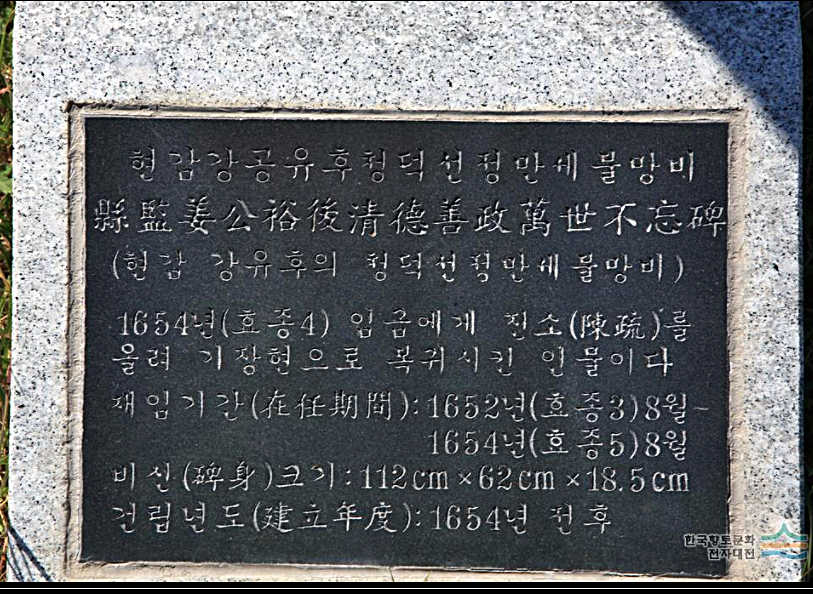 현감강공유후청덕선정만세불망비
縣監姜公裕後清德善政萬世不忘碑
(현감 강유후의 청덕선정만세불망비)
1654년(효종4) 임금에게 진소(陳疏)를
올려 기장현으로 복귀시킨 인물이다
재임기간(在任期間):1652년(효종3)8월~
1654년(효종5)8월
비신(碑身)크기:112cm×62cm×18.5cm
건립년도(建立年度):1654년 전후
한국향토문화
전자대전